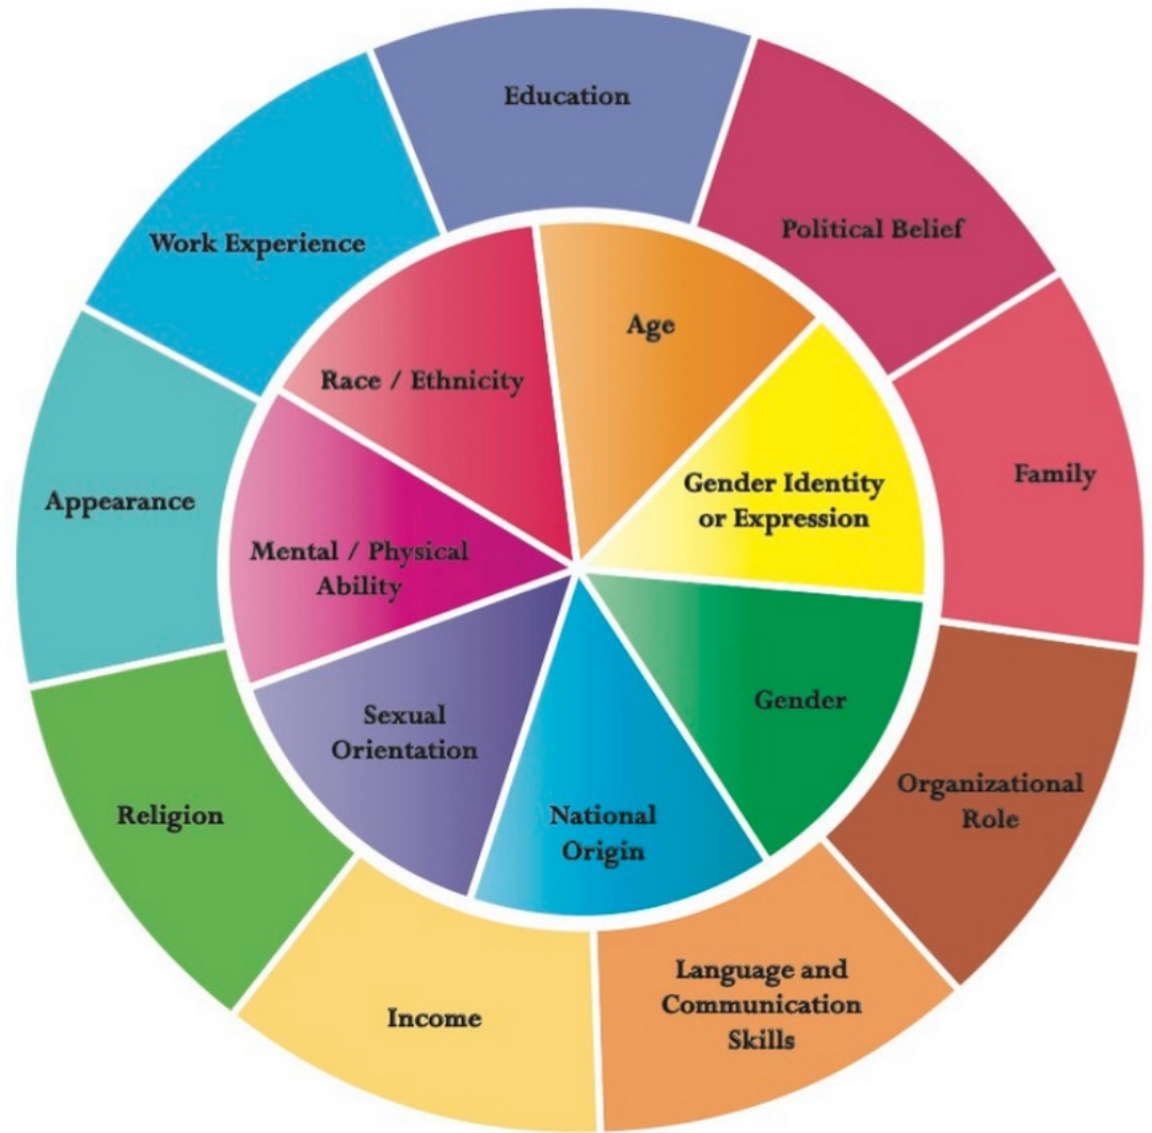 Education
Political Belief
Family
Organizational
Role
Language and
Communication
Skills
Income
Religion
Appearance
Work Experience
Age
Gender Identity
or Expression
Gender
National
Origin
Sexual
Orientation
Mental / Physical
Ability
Race / Ethnicity